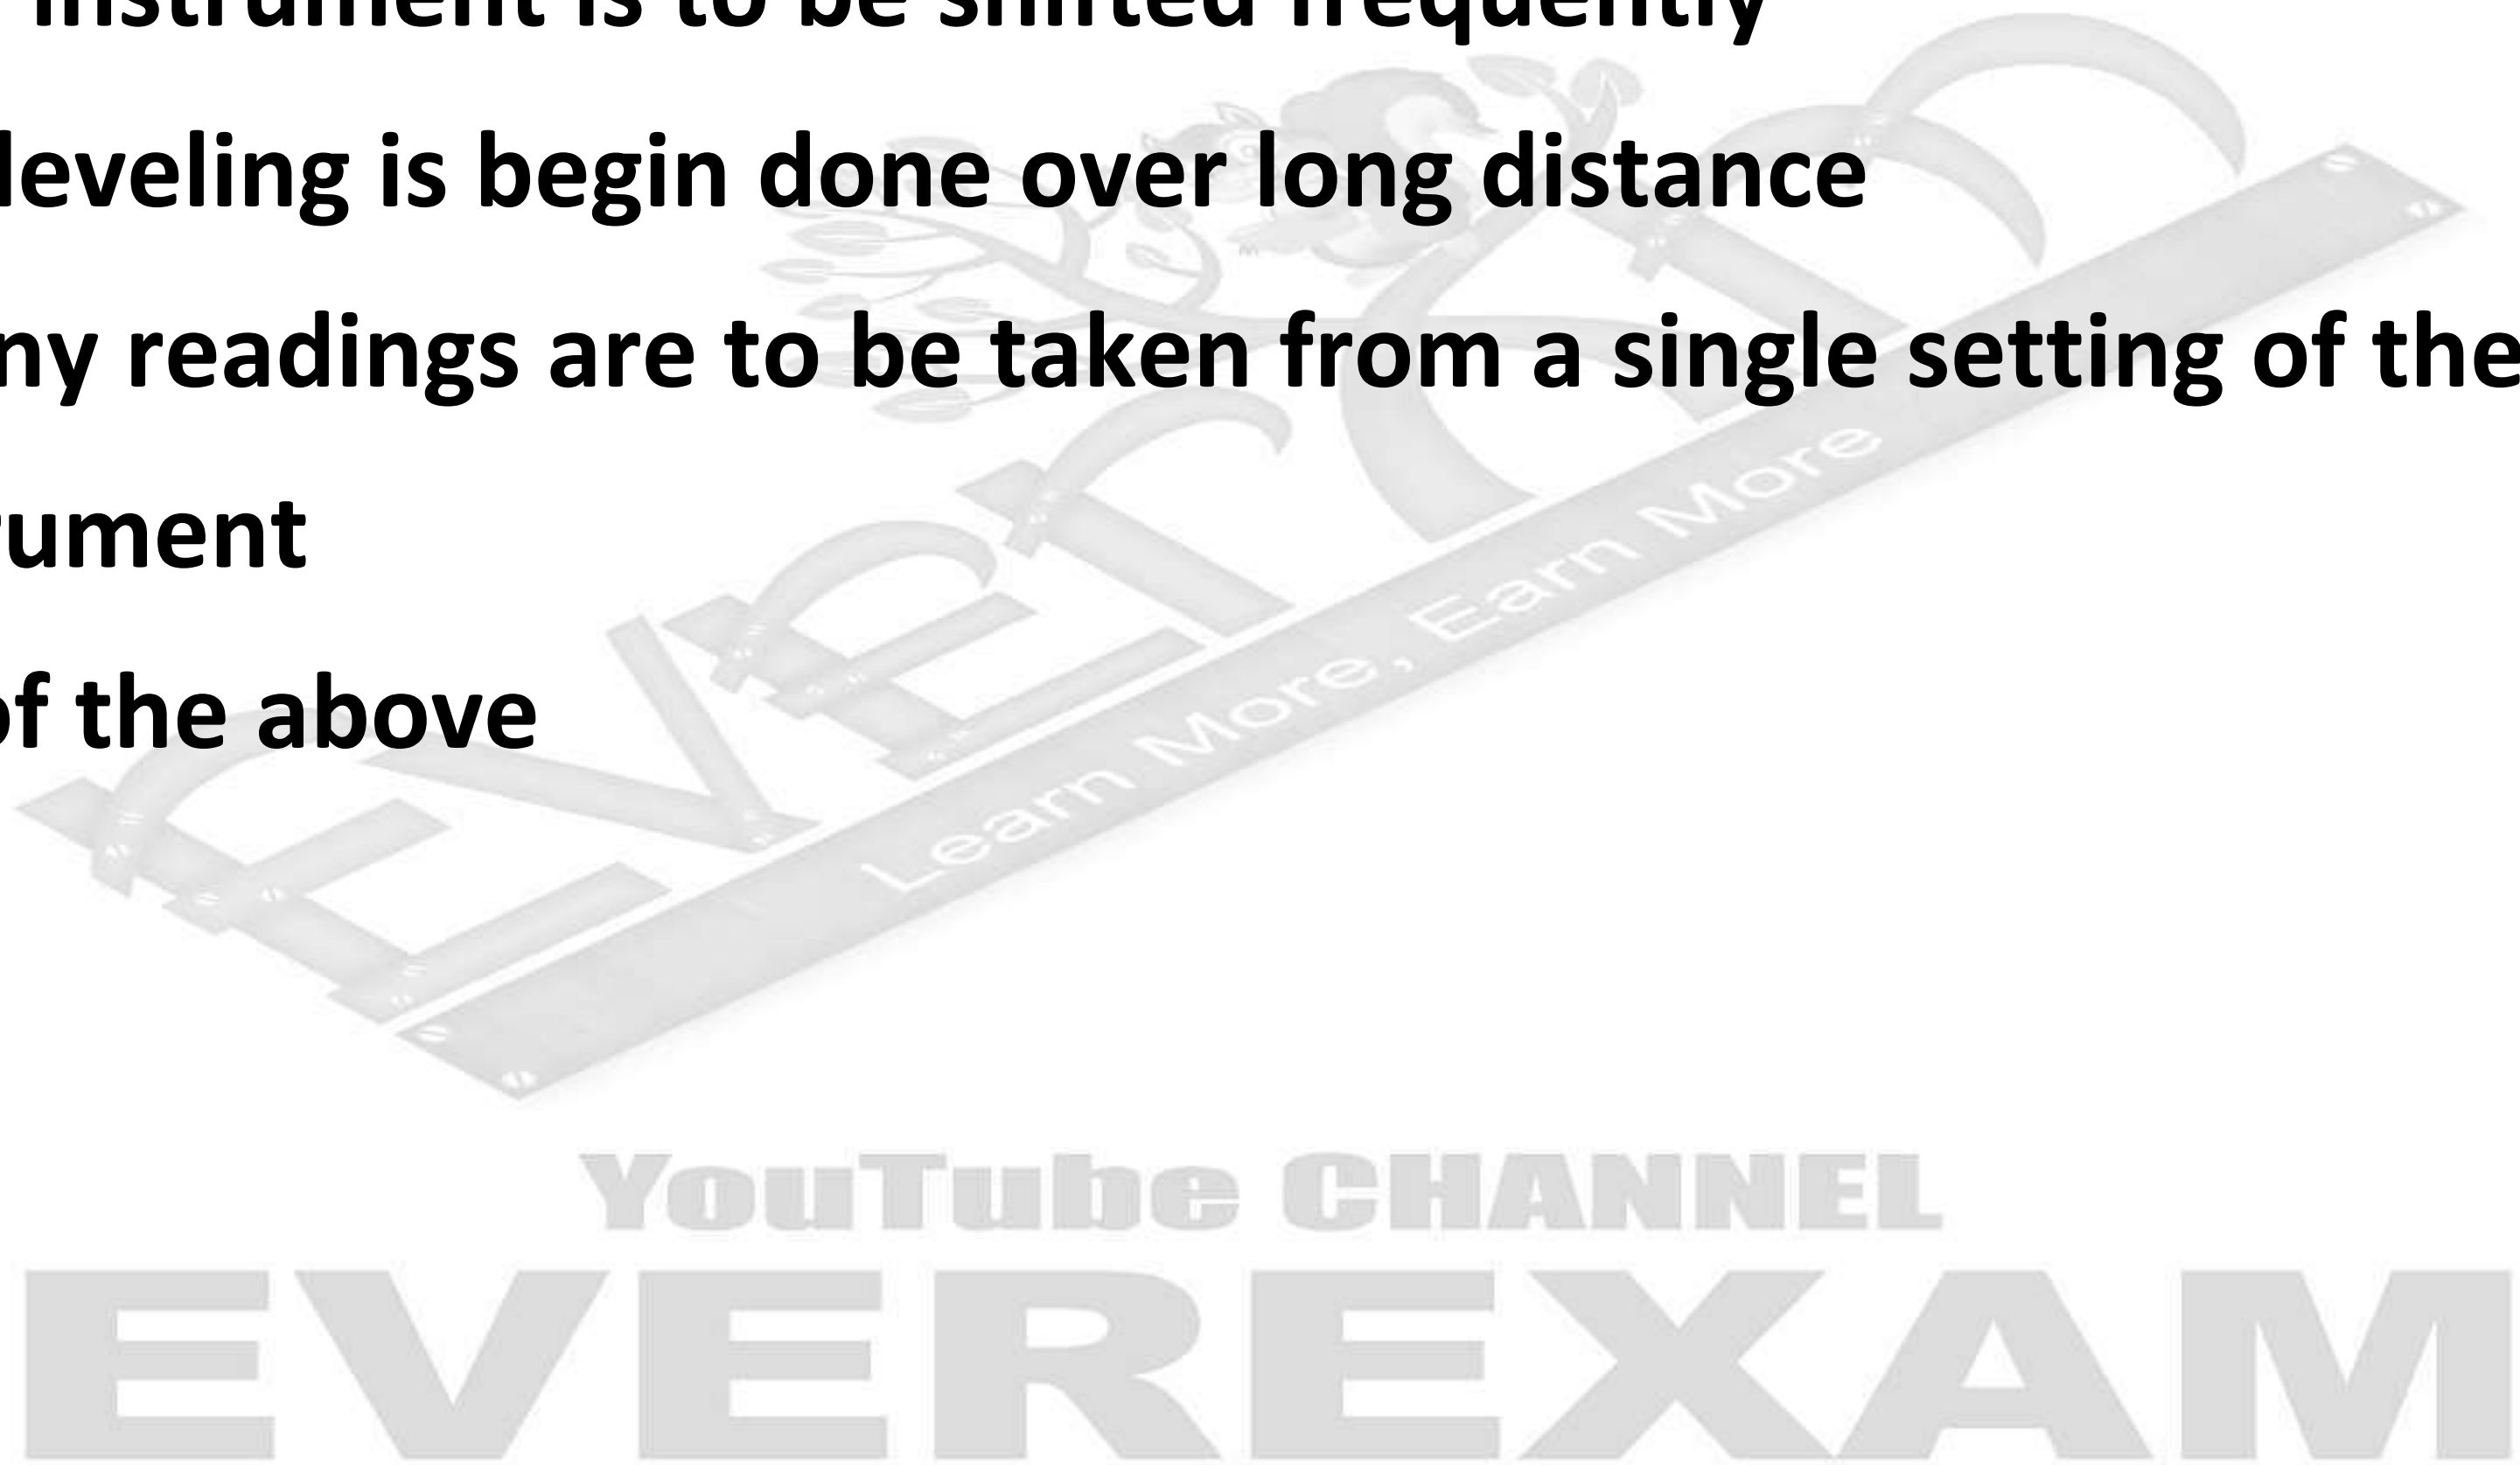 instrument is to be shifted frequently
leveling is begin done over long distance
ny readings are to be taken from a single setting of the
rument
of the above
Learn More, Earn More
YouTube CHANNEL
EVEREXAM